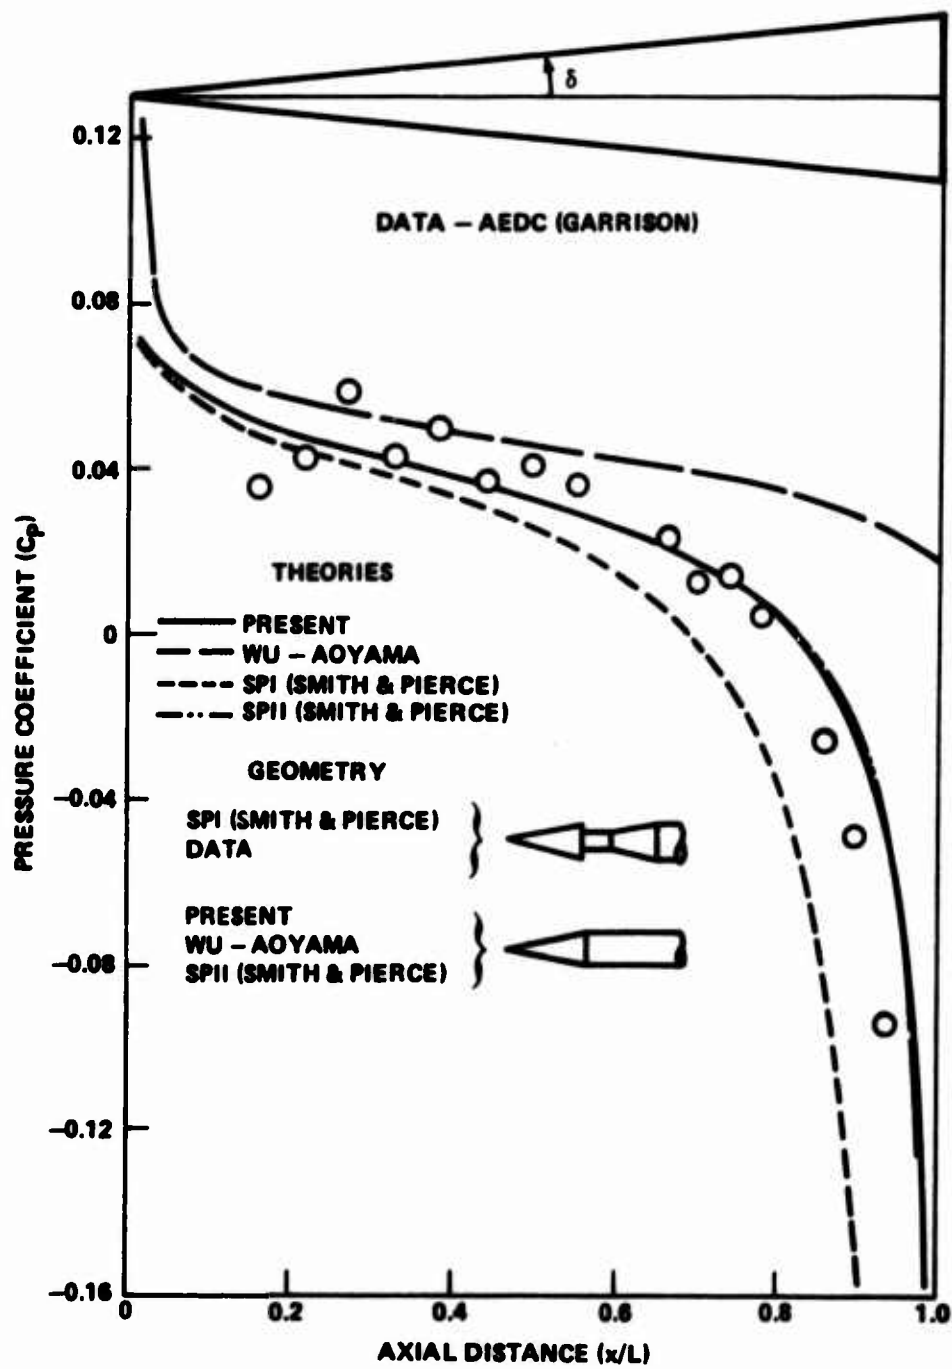 δ
0.12
DATA – AEDC (GARRISON)
0.08
0.04
PRESSURE COEFFICIENT (Cp)
THEORIES
PRESENT
0
WU – AOYAMA
SPI (SMITH & PIERCE)
SPII (SMITH & PIERCE)
GEOMETRY
–0.04
SPI (SMITH & PIERCE)
DATA
PRESENT
WU – AOYAMA
–0.08
SPII (SMITH & PIERCE)
–0.12
–0.16
0 0.2 0.4 0.6 0.8 1.0
AXIAL DISTANCE (x/L)